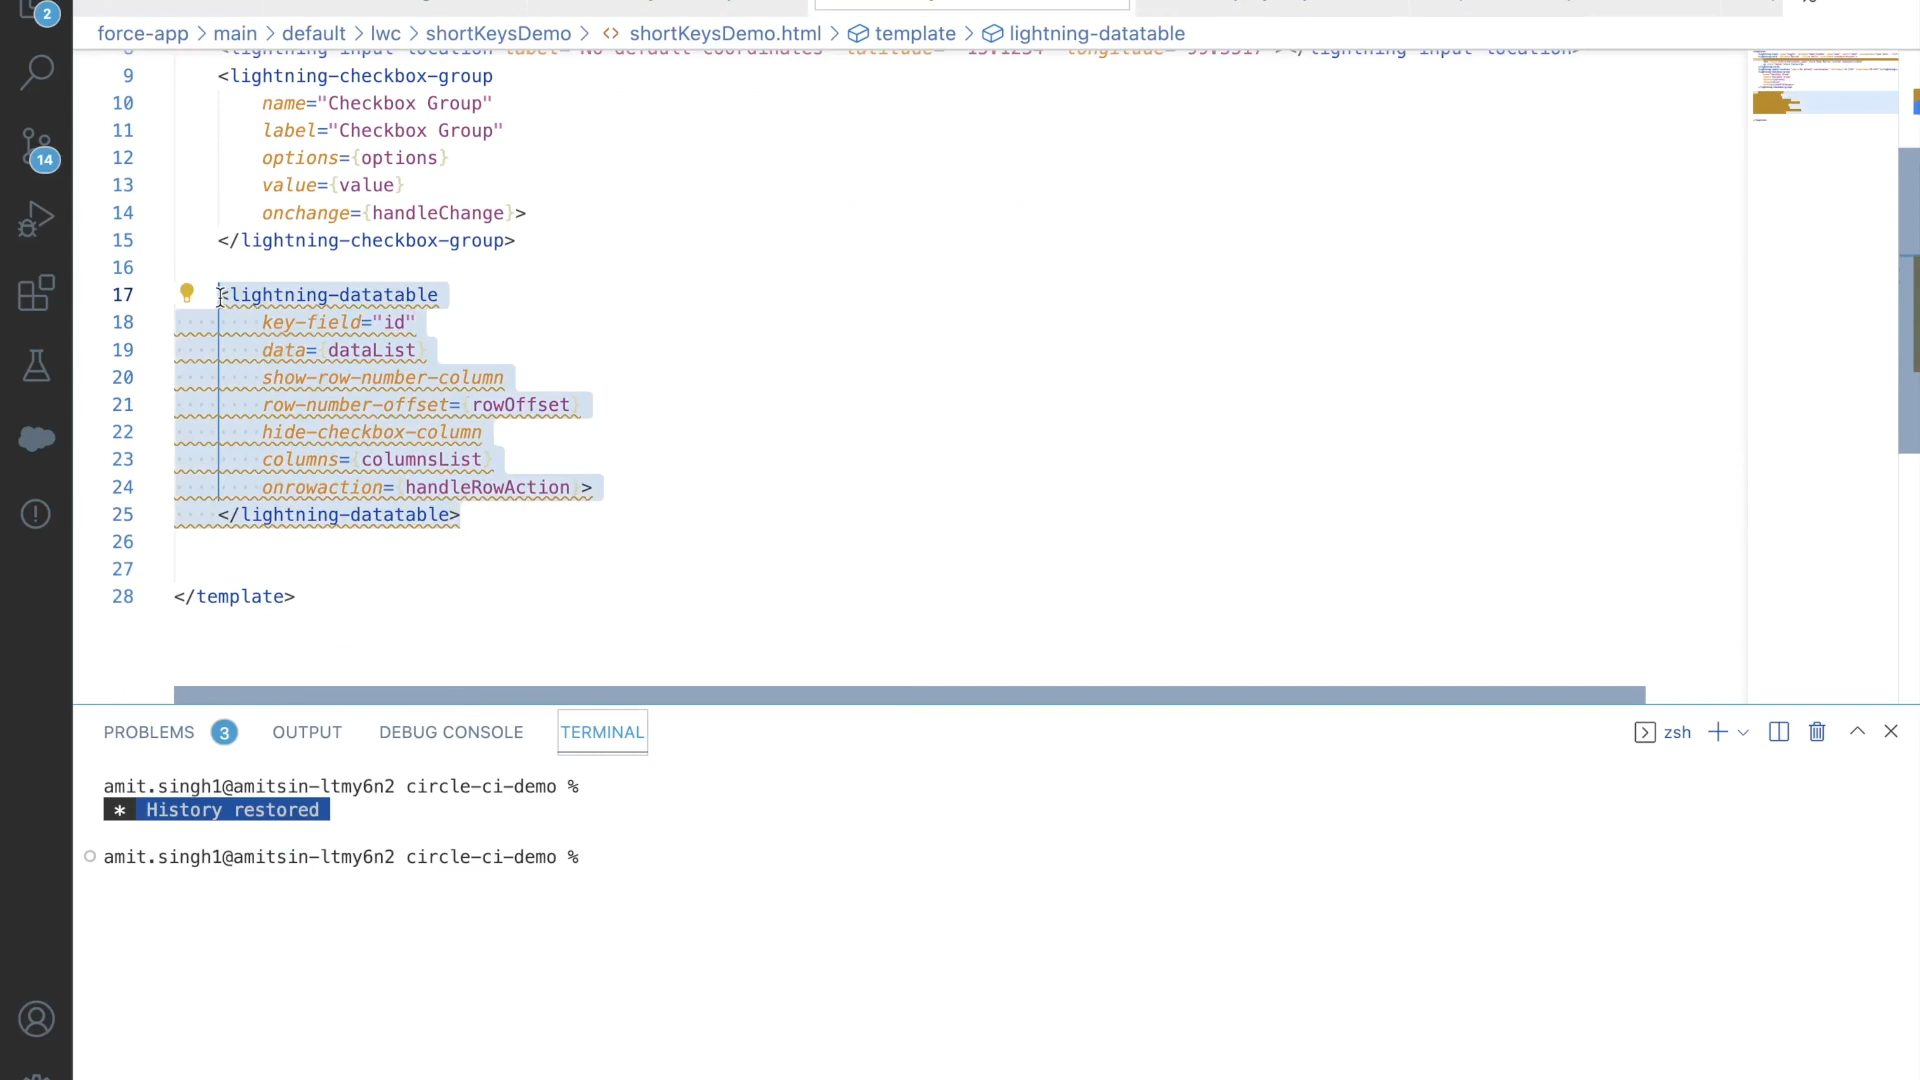 2
force-app > main > default > lwc > shortKeysDemo > <> shortKeysDemo.html > template > lightning-datatable
9 <lightning-checkbox-group
10 name="Checkbox Group"
11 label="Checkbox Group"
12 options={options}
13 value={value}
14 onchange={handleChange}>
15 </lightning-checkbox-group>
16
17 <lightning-datatable
18 key-field="id"
19 data={dataList}
20 show-row-number-column
21 row-number-offset={rowOffset}
22 hide-checkbox-column
23 columns={columnsList}
24 onrowaction={handleRowAction}>
25 </lightning-datatable>
26
27
28 </template>
14
PROBLEMS 3 OUTPUT DEBUG CONSOLE TERMINAL zsh
amit.singh1@amitsin-ltmy6n2 circle-ci-demo %
* History restored
amit.singh1@amitsin-ltmy6n2 circle-ci-demo %